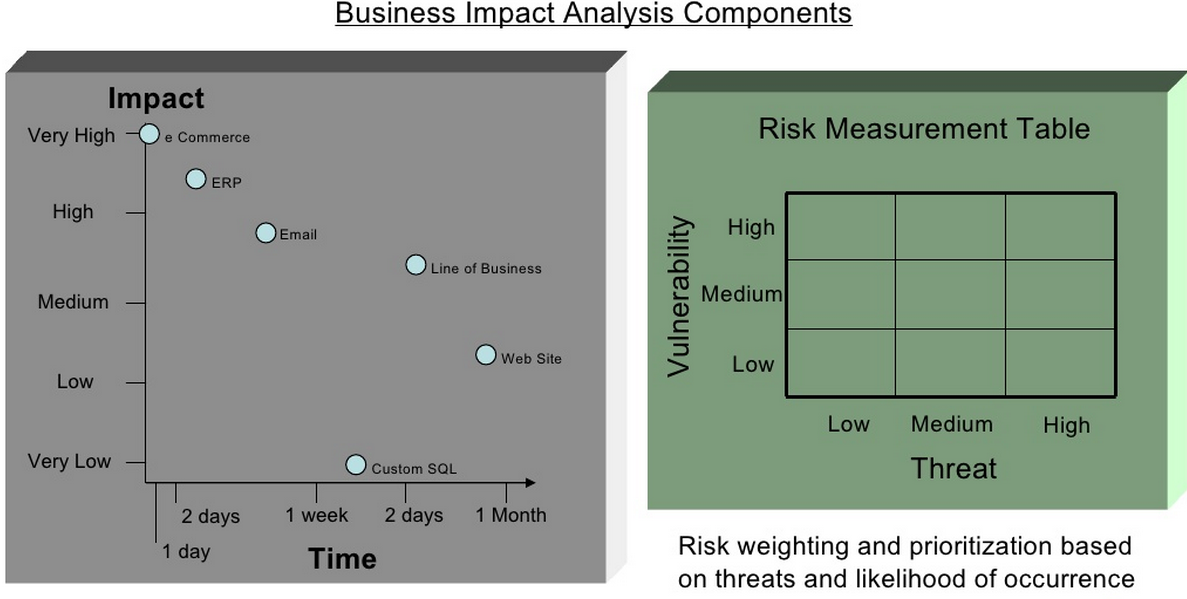 Business Impact Analysis Components
Impact
Very High
e Commerce
ERP
High
Email
Line of Business
Medium
Web Site
Low
Very Low
Custom SQL
2 days
1 week
2 days
1 Month
1 day
Time
Risk Measurement Table
Vulnerability
High
Medium
Low
Low
Medium
High
Threat
Risk weighting and prioritization based
on threats and likelihood of occurrence